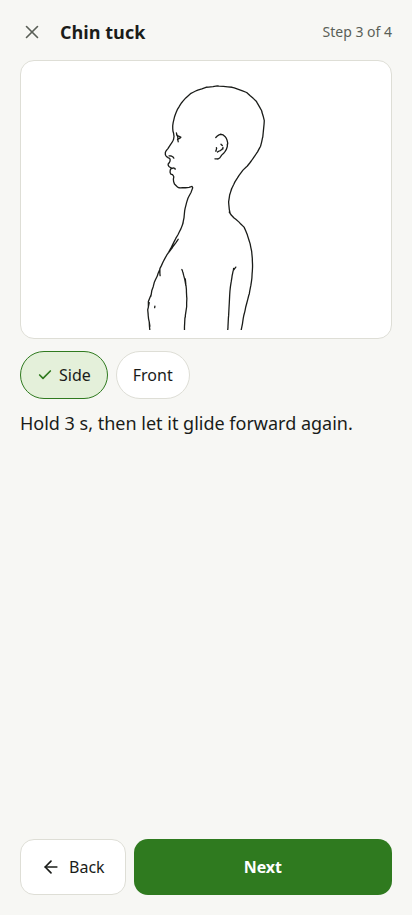 Chin tuck
Step 3 of 4
Side
Front
Hold 3 s, then let it glide forward again.
Back
Next